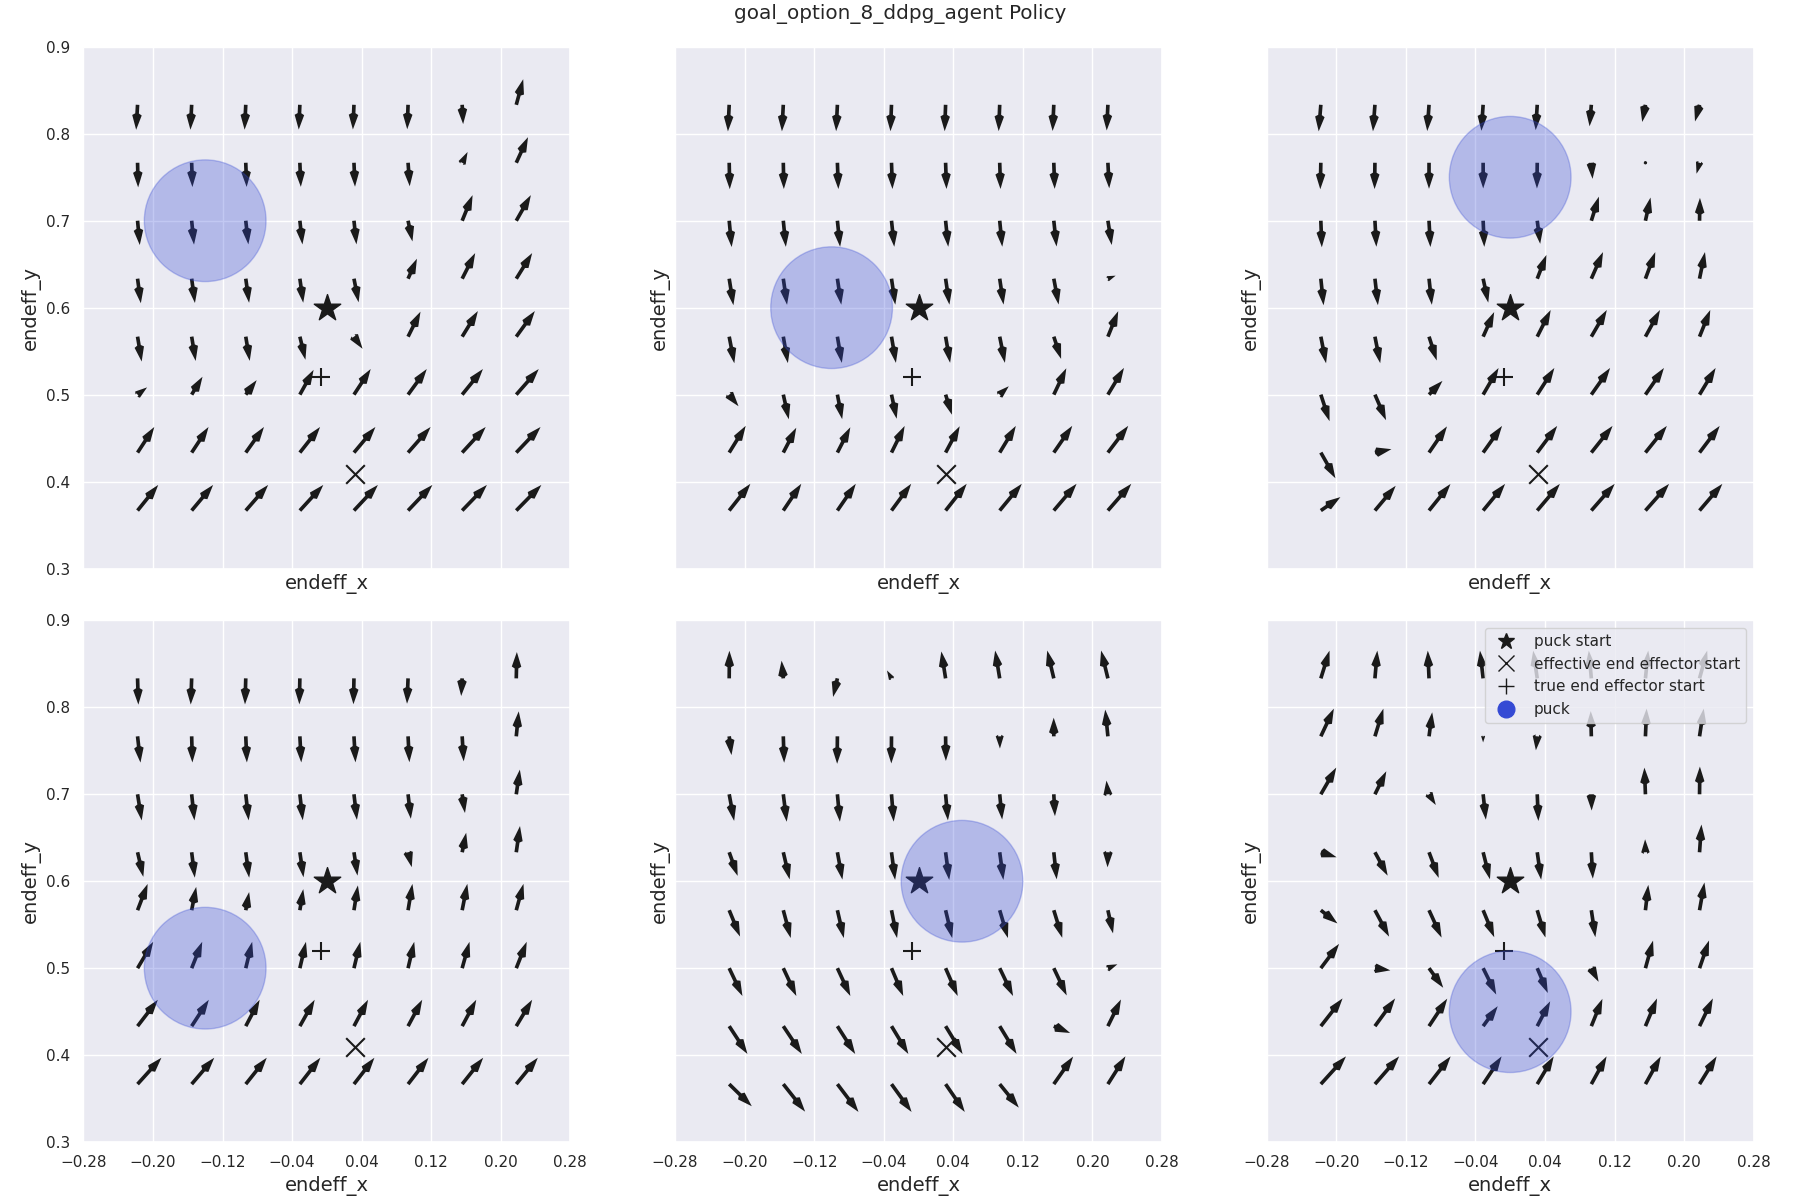 goal_option_8_ddpg_agent Policy
0.9
0.8
0.7
0.6
0.5
0.4
0.3
endeff_y
endeff_x
endeff_y
endeff_x
endeff_y
endeff_x
0.9
0.8
0.7
0.6
0.5
0.4
0.3
endeff_y
−0.28 −0.20 −0.12 −0.04 0.04 0.12 0.20 0.28
endeff_x
endeff_y
−0.28 −0.20 −0.12 −0.04 0.04 0.12 0.20 0.28
endeff_x
puck start
effective end effector start
true end effector start
puck
endeff_y
−0.28 −0.20 −0.12 −0.04 0.04 0.12 0.20 0.28
endeff_x